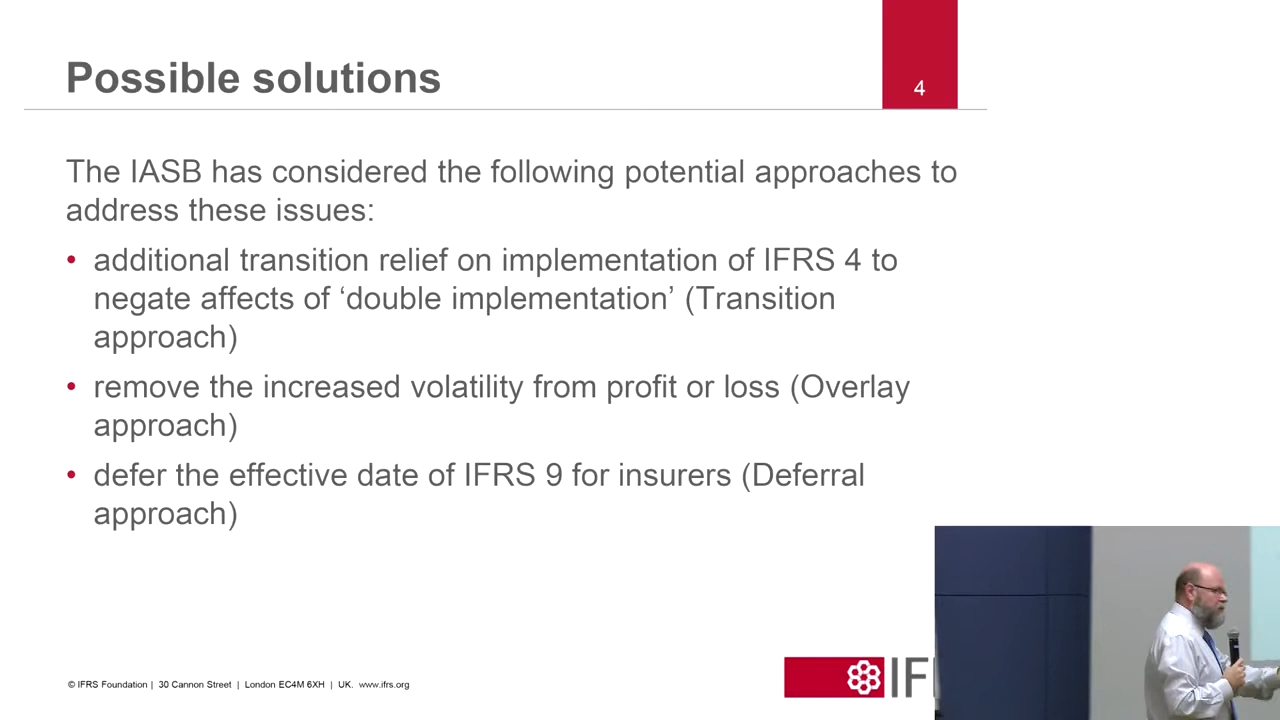 Possible solutions
4
The IASB has considered the following potential approaches to
address these issues:
• additional transition relief on implementation of IFRS 4 to
negate affects of ‘double implementation’ (Transition
approach)
• remove the increased volatility from profit or loss (Overlay
approach)
• defer the effective date of IFRS 9 for insurers (Deferral
approach)
© IFRS Foundation | 30 Cannon Street | London EC4M 6XH | UK. www.ifrs.org
IF